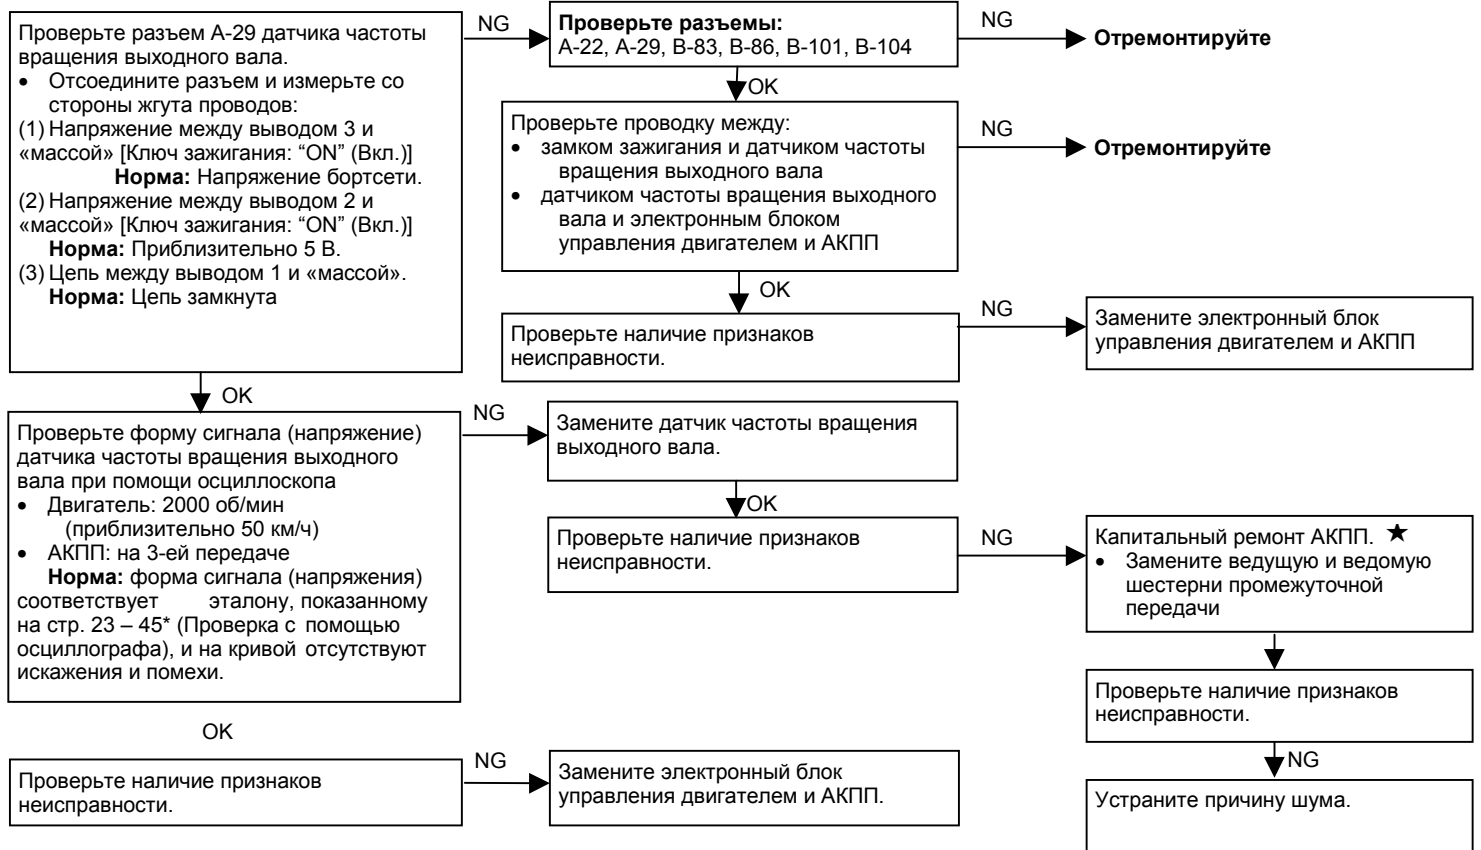 Проверьте разъем А-29 датчика частоты
вращения выходного вала.
• Отсоедините разъем и измерьте со
стороны жгута проводов:
(1) Напряжение между выводом 3 и
«массой» [Ключ зажигания: “ON” (Вкл.)]
Норма: Напряжение бортсети.
(2) Напряжение между выводом 2 и
«массой» [Ключ зажигания: “ON” (Вкл.)]
Норма: Приблизительно 5 В.
(3) Цепь между выводом 1 и «массой».
Норма: Цепь замкнута
NG
Проверьте разъемы:
А-22, А-29, В-83, В-86, В-101, В-104
NG
Отремонтируйте
OK
Проверьте проводку между:
• замком зажигания и датчиком частоты
вращения выходного вала
• датчиком частоты вращения выходного
вала и электронным блоком
управления двигателем и АКПП
NG
Отремонтируйте
OK
Проверьте наличие признаков
неисправности.
NG
Замените электронный блок
управления двигателем и АКПП
OK
Проверьте форму сигнала (напряжение)
датчика частоты вращения выходного
вала при помощи осциллоскопа
• Двигатель: 2000 об/мин
(приблизительно 50 км/ч)
• АКПП: на 3-ей передаче
Норма: форма сигнала (напряжения)
соответствует эталону, показанному
на стр. 23 – 45* (Проверка с помощью
осциллографа), и на кривой отсутствуют
искажения и помехи.
NG
Замените датчик частоты вращения
выходного вала.
OK
Проверьте наличие признаков
неисправности.
NG
Капитальный ремонт АКПП. ★
• Замените ведущую и ведомую
шестерни промежуточной
передачи
Проверьте наличие признаков
неисправности.
NG
Устраните причину шума.
OK
Проверьте наличие признаков
неисправности.
NG
Замените электронный блок
управления двигателем и АКПП.